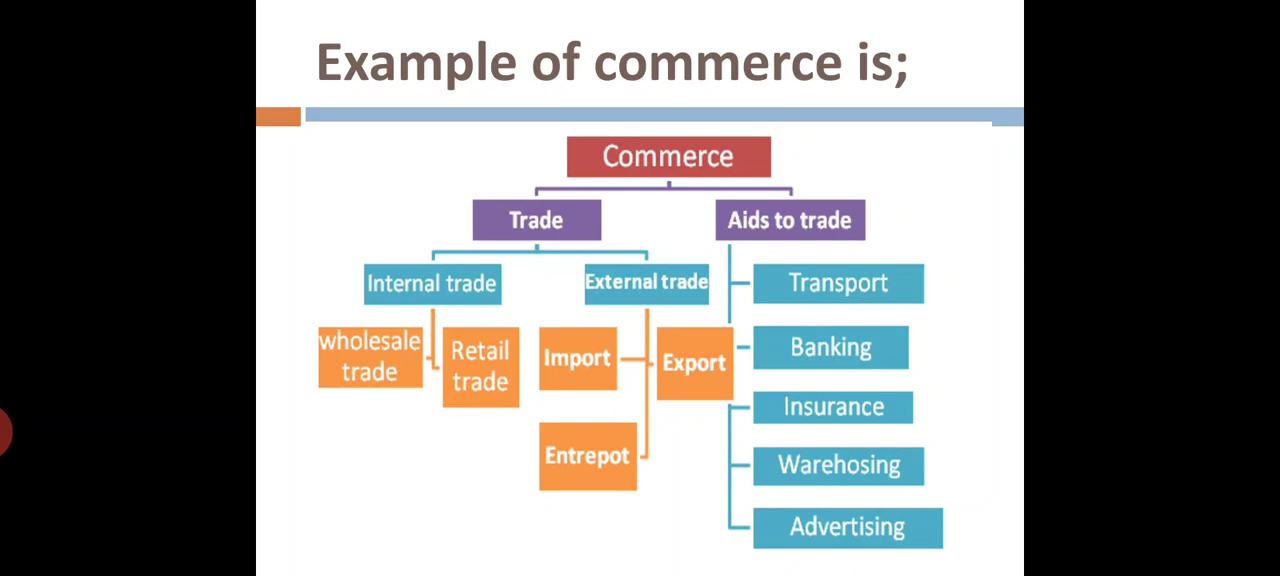 Example of commerce is;
Commerce
Trade
Aids to trade
Internal trade
External trade
Transport
wholesale
trade
Retail
trade
Import
Export
Banking
Insurance
Entrepot
Warehosing
Advertising